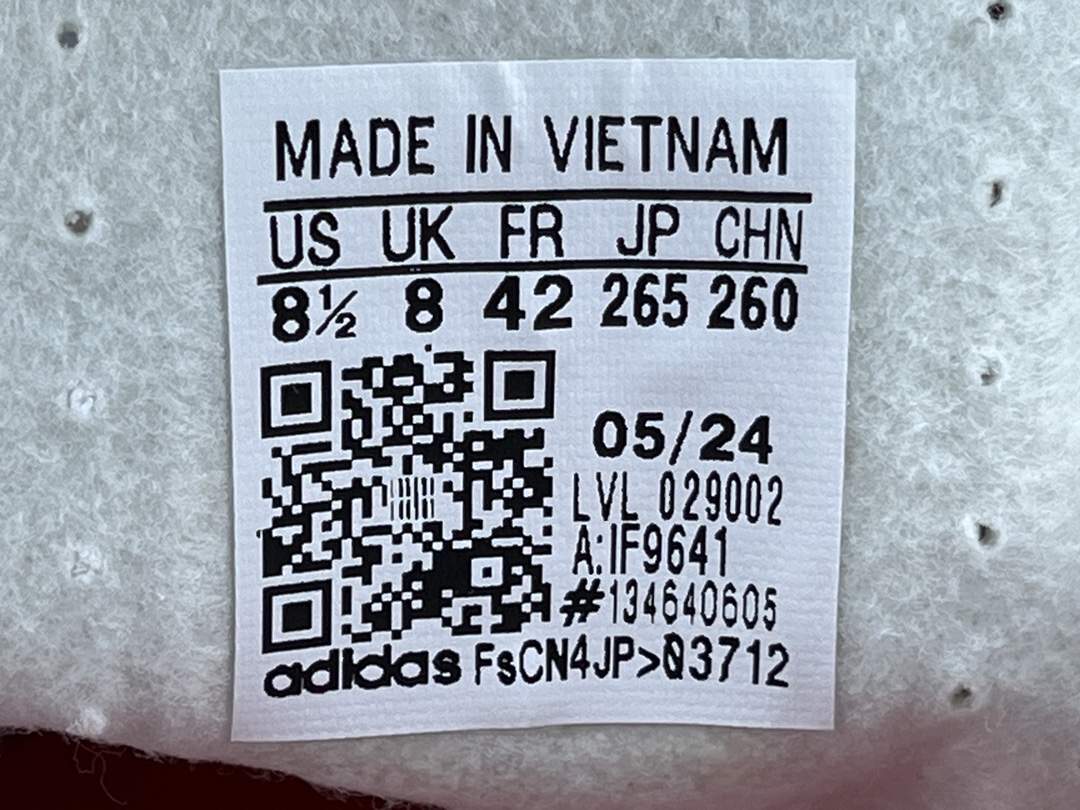 MADE IN VIETNAM
US UK FR JP CHN
8½ 8 42 265 260
05/24
LVL 029002
A:IF9641
#134640605
adidas FsCN4JP>03712